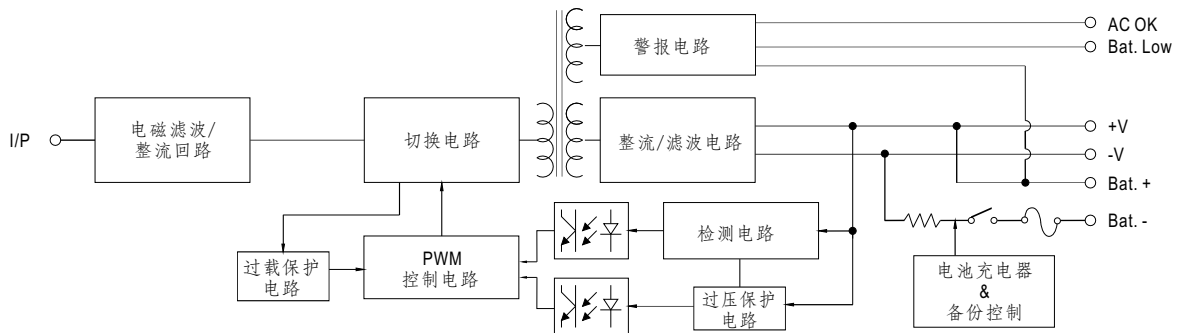 警报电路
AC OK
Bat. Low
I/P
电磁滤波/
整流回路
切换电路
整流/滤波电路
+V
-V
Bat. +
Bat. -
过载保护
电路
PWM
控制电路
检测电路
过压保护
电路
电池充电器
&
备份控制